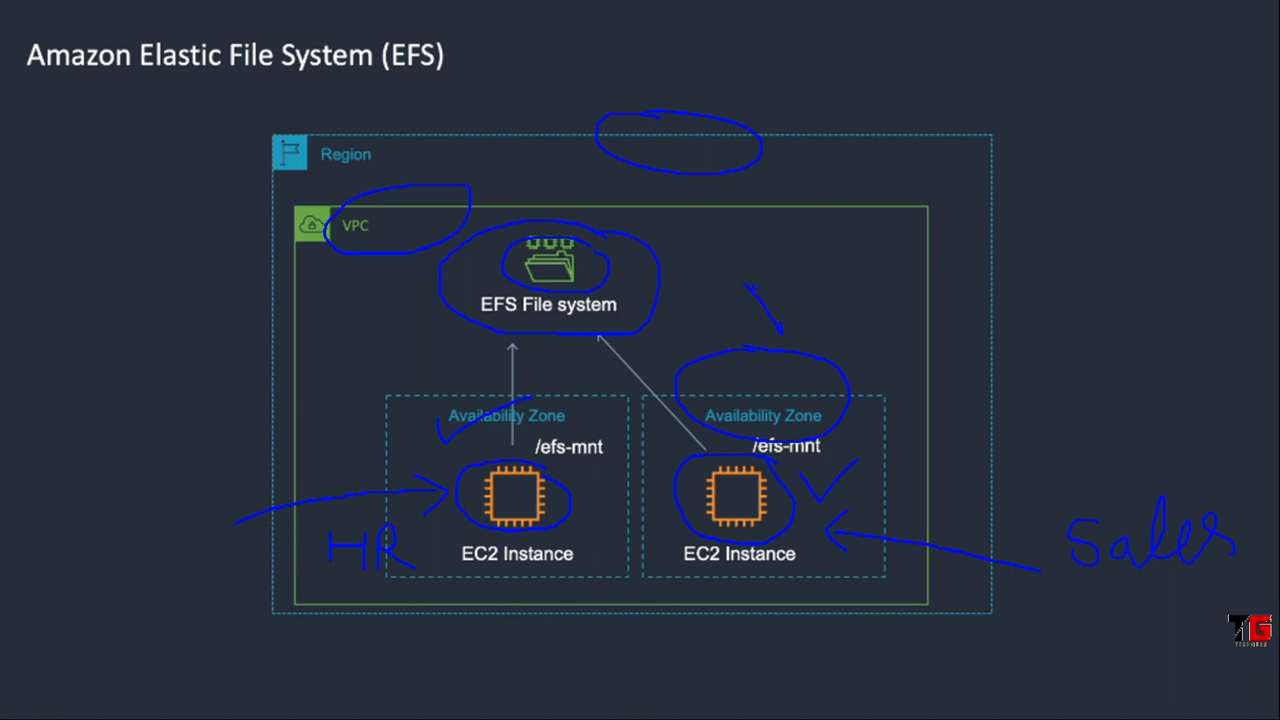 Amazon Elastic File System (EFS)
Region
VPC
EFS File system
Availability Zone
Availability Zone
/efs-mnt
/efs-mnt
HR
EC2 Instance
EC2 Instance
Sales
TG